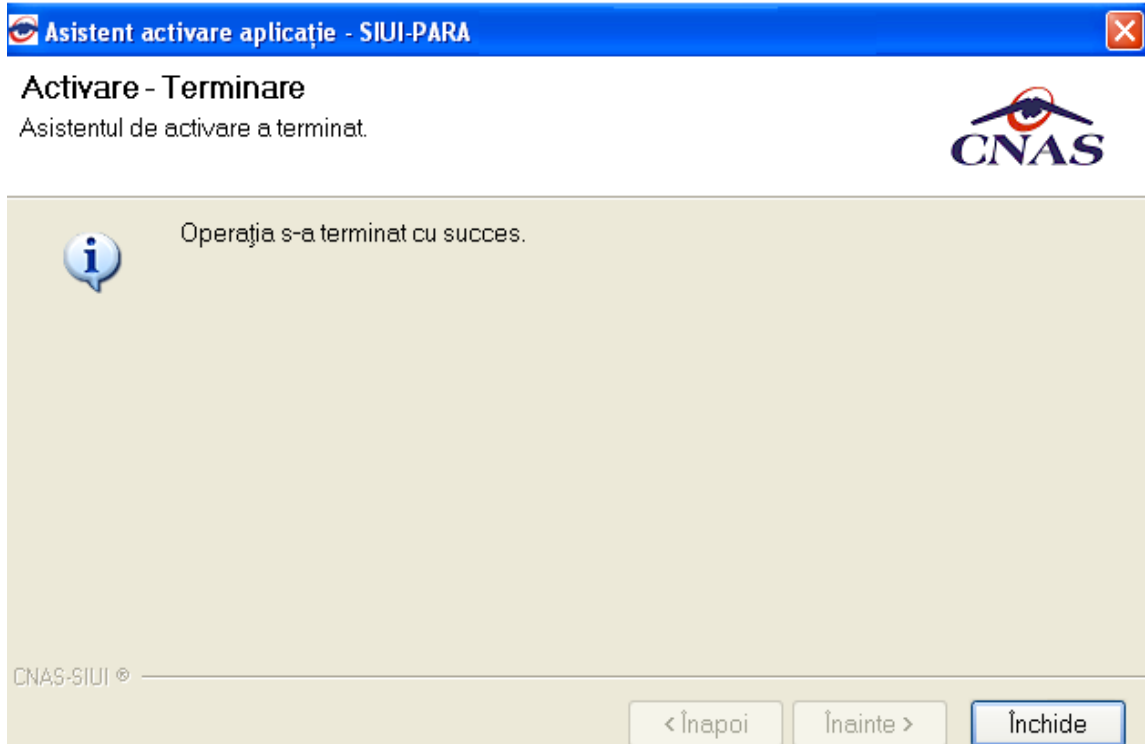 Asistent activare aplicație - SIUI-PARA
Activare - Terminare
Asistentul de activare a terminat.
CNAS
Operaţia s-a terminat cu succes.
CNAS-SIUI ®
< Înapoi
Înainte >
Închide